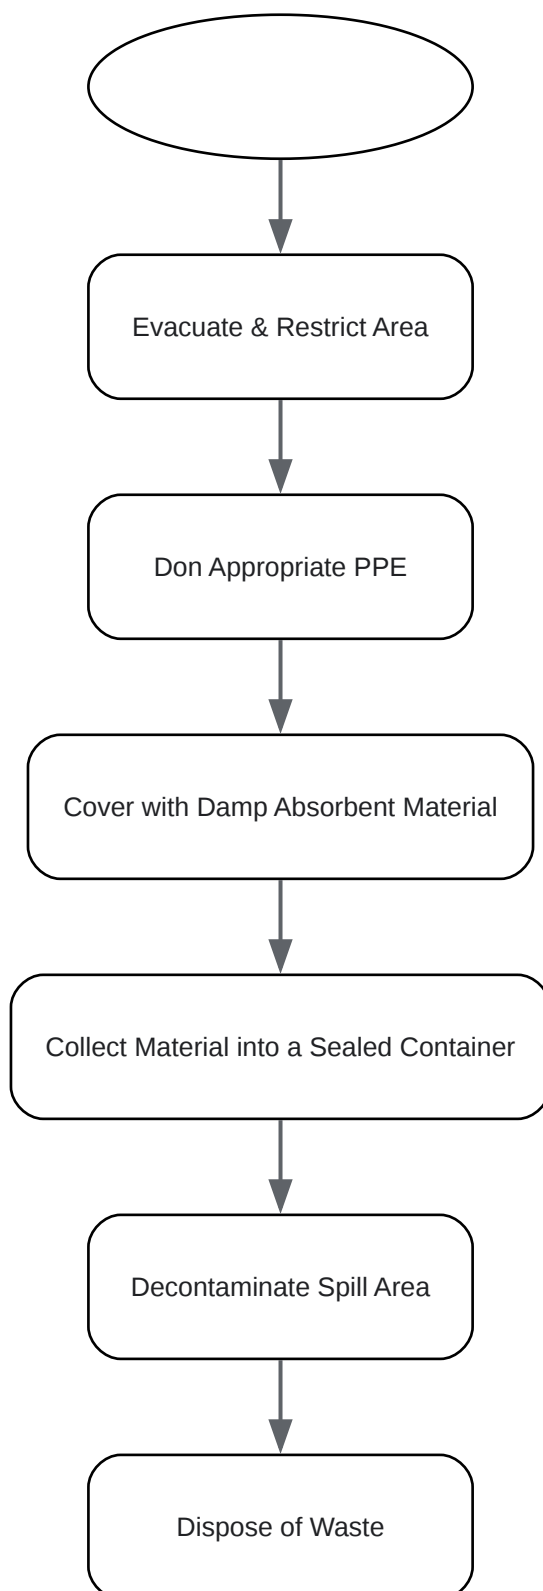 Evacuate & Restrict Area
Don Appropriate PPE
Cover with Damp Absorbent Material
Collect Material into a Sealed Container
Decontaminate Spill Area
Dispose of Waste